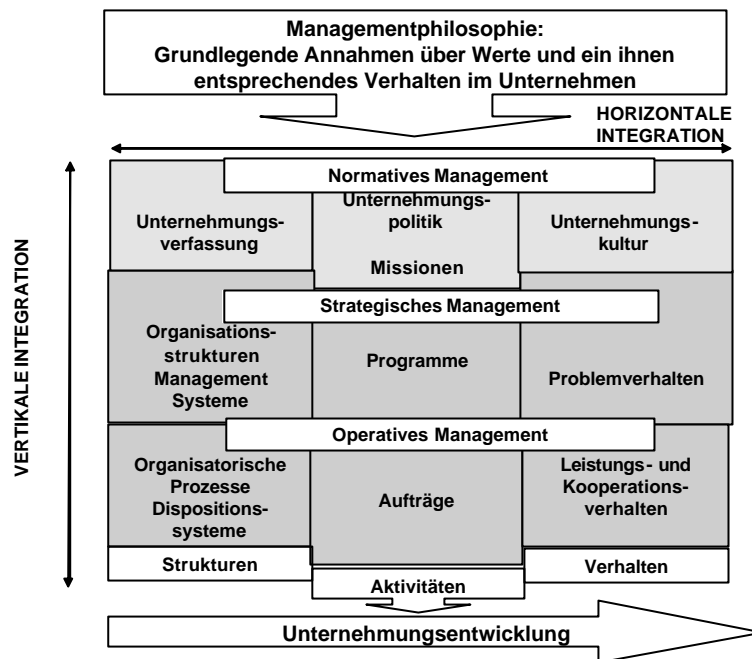 Managementphilosophie:
Grundlegende Annahmen über Werte und ein ihnen
entsprechendes Verhalten im Unternehmen
HORIZONTALE
INTEGRATION
VERTIKALE INTEGRATION
Normatives Management
Unternehmungs-
verfassung
Unternehmungs-
politik
Missionen
Unternehmungs-
kultur
Strategisches Management
Organisations-
strukturen
Management
Systeme
Programme
Problemverhalten
Operatives Management
Organisatorische
Prozesse
Dispositions-
systeme
Aufträge
Leistungs- und
Kooperations-
verhalten
Strukturen
Aktivitäten
Verhalten
Unternehmungsentwicklung